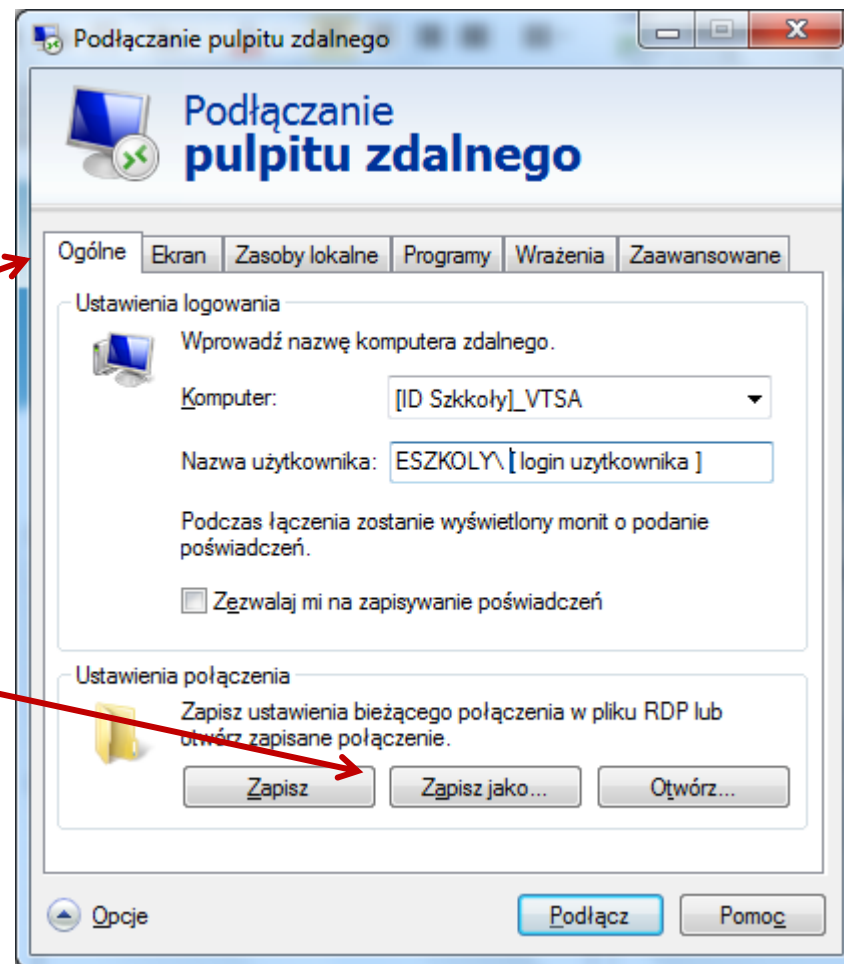 Podłączanie pulpitu zdalnego
Podłączanie
pulpitu zdalnego
Ogólne Ekran Zasoby lokalne Programy Wrażenia Zaawansowane
Ustawienia logowania
Wprowadź nazwę komputera zdalnego.
Komputer: [ID Szkkoły]_VTSA
Nazwa użytkownika: ESZKOLY\ [ login uzytkownika ]
Podczas łączenia zostanie wyświetlony monit o podanie
poświadczeń.
Zezwalaj mi na zapisywanie poświadczeń
Ustawienia połączenia
Zapisz ustawienia bieżącego połączenia w pliku RDP lub
otwórz zapisane połączenie.
Zapisz Zapisz jako... Otwórz...
Opcje Podłącz Pomoc